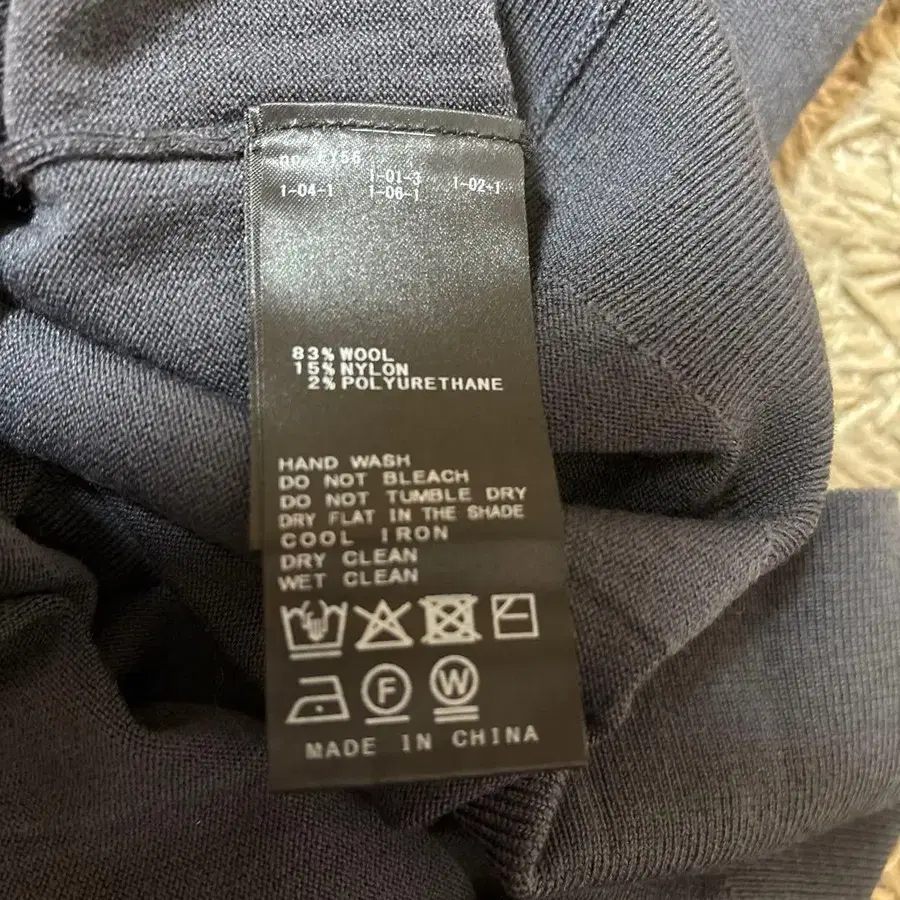 1-01-3
1-04-1 1-06-1 1-02-1
83% WOOL
15% NYLON
2% POLYURETHANE
HAND WASH
DO NOT BLEACH
DO NOT TUMBLE DRY
DRY FLAT IN THE SHADE
COOL IRON
DRY CLEAN
WET CLEAN
F W
MADE IN CHINA